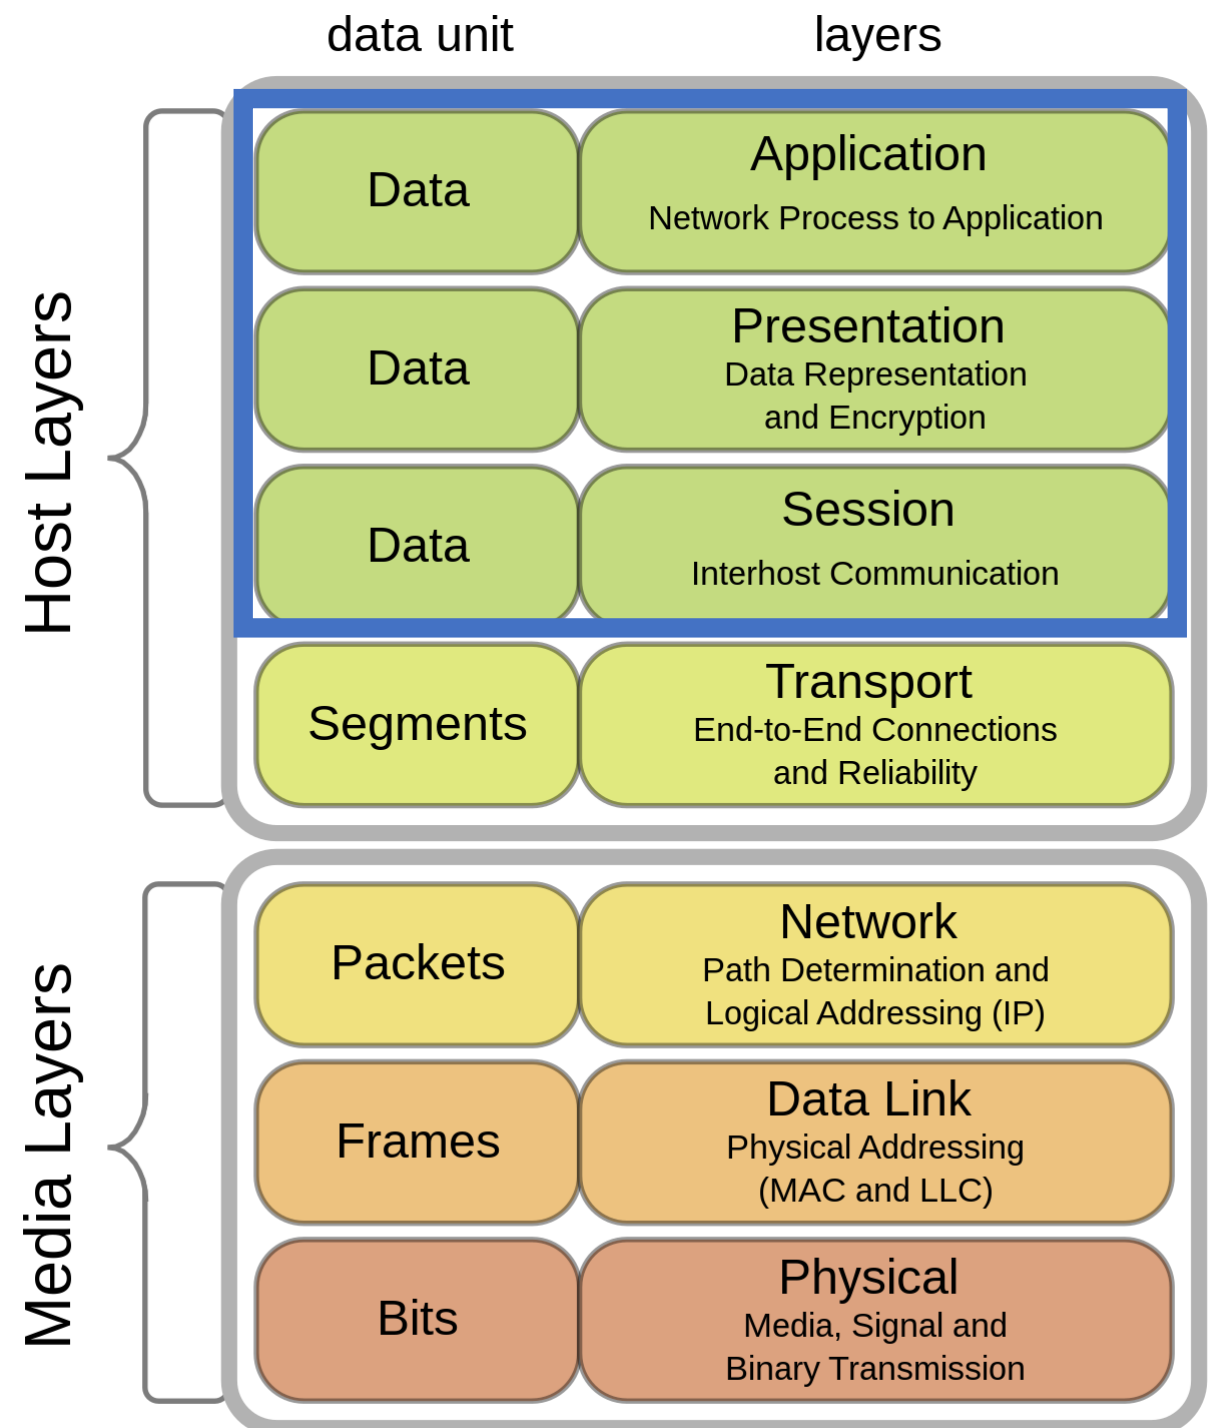 data unit layers
Host Layers
Data
Application
Network Process to Application
Data
Presentation
Data Representation
and Encryption
Data
Session
Interhost Communication
Segments
Transport
End-to-End Connections
and Reliability
Media Layers
Packets
Network
Path Determination and
Logical Addressing (IP)
Frames
Data Link
Physical Addressing
(MAC and LLC)
Bits
Physical
Media, Signal and
Binary Transmission